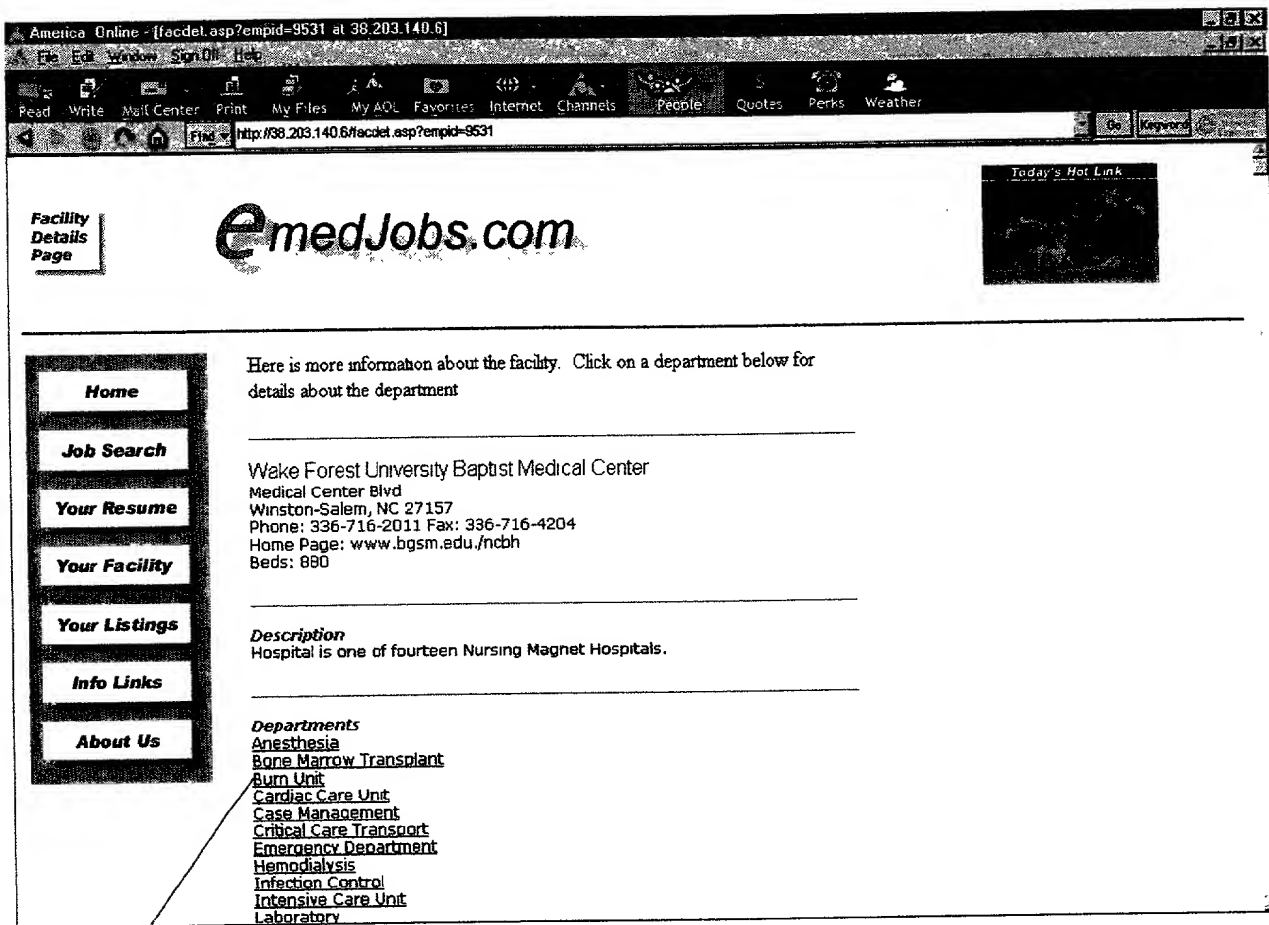 America Online - [facdet.asp?empid=9531 at 38.203.140.6]
File Edit Window Sign Off Help
Read Write Mail Center Print My Files My AOL Favorites Internet Channels People Quotes Perks Weather
Find http://38.203.140.6/facdet.asp?empid=9531 Go Keyword
Today's Hot Link
Facility
Details
Page
emedJobs.com
Home
Job Search
Your Resume
Your Facility
Your Listings
Info Links
About Us
Here is more information about the facility. Click on a department below for
details about the department
Wake Forest University Baptist Medical Center
Medical Center Blvd
Winston-Salem, NC 27157
Phone: 336-716-2011 Fax: 336-716-4204
Home Page: www.bgsm.edu./ncbh
Beds: 880
Description
Hospital is one of fourteen Nursing Magnet Hospitals.
Departments
Anesthesia
Bone Marrow Transplant
Burn Unit
Cardiac Care Unit
Case Management
Critical Care Transport
Emergency Department
Hemodialysis
Infection Control
Intensive Care Unit
Laboratory